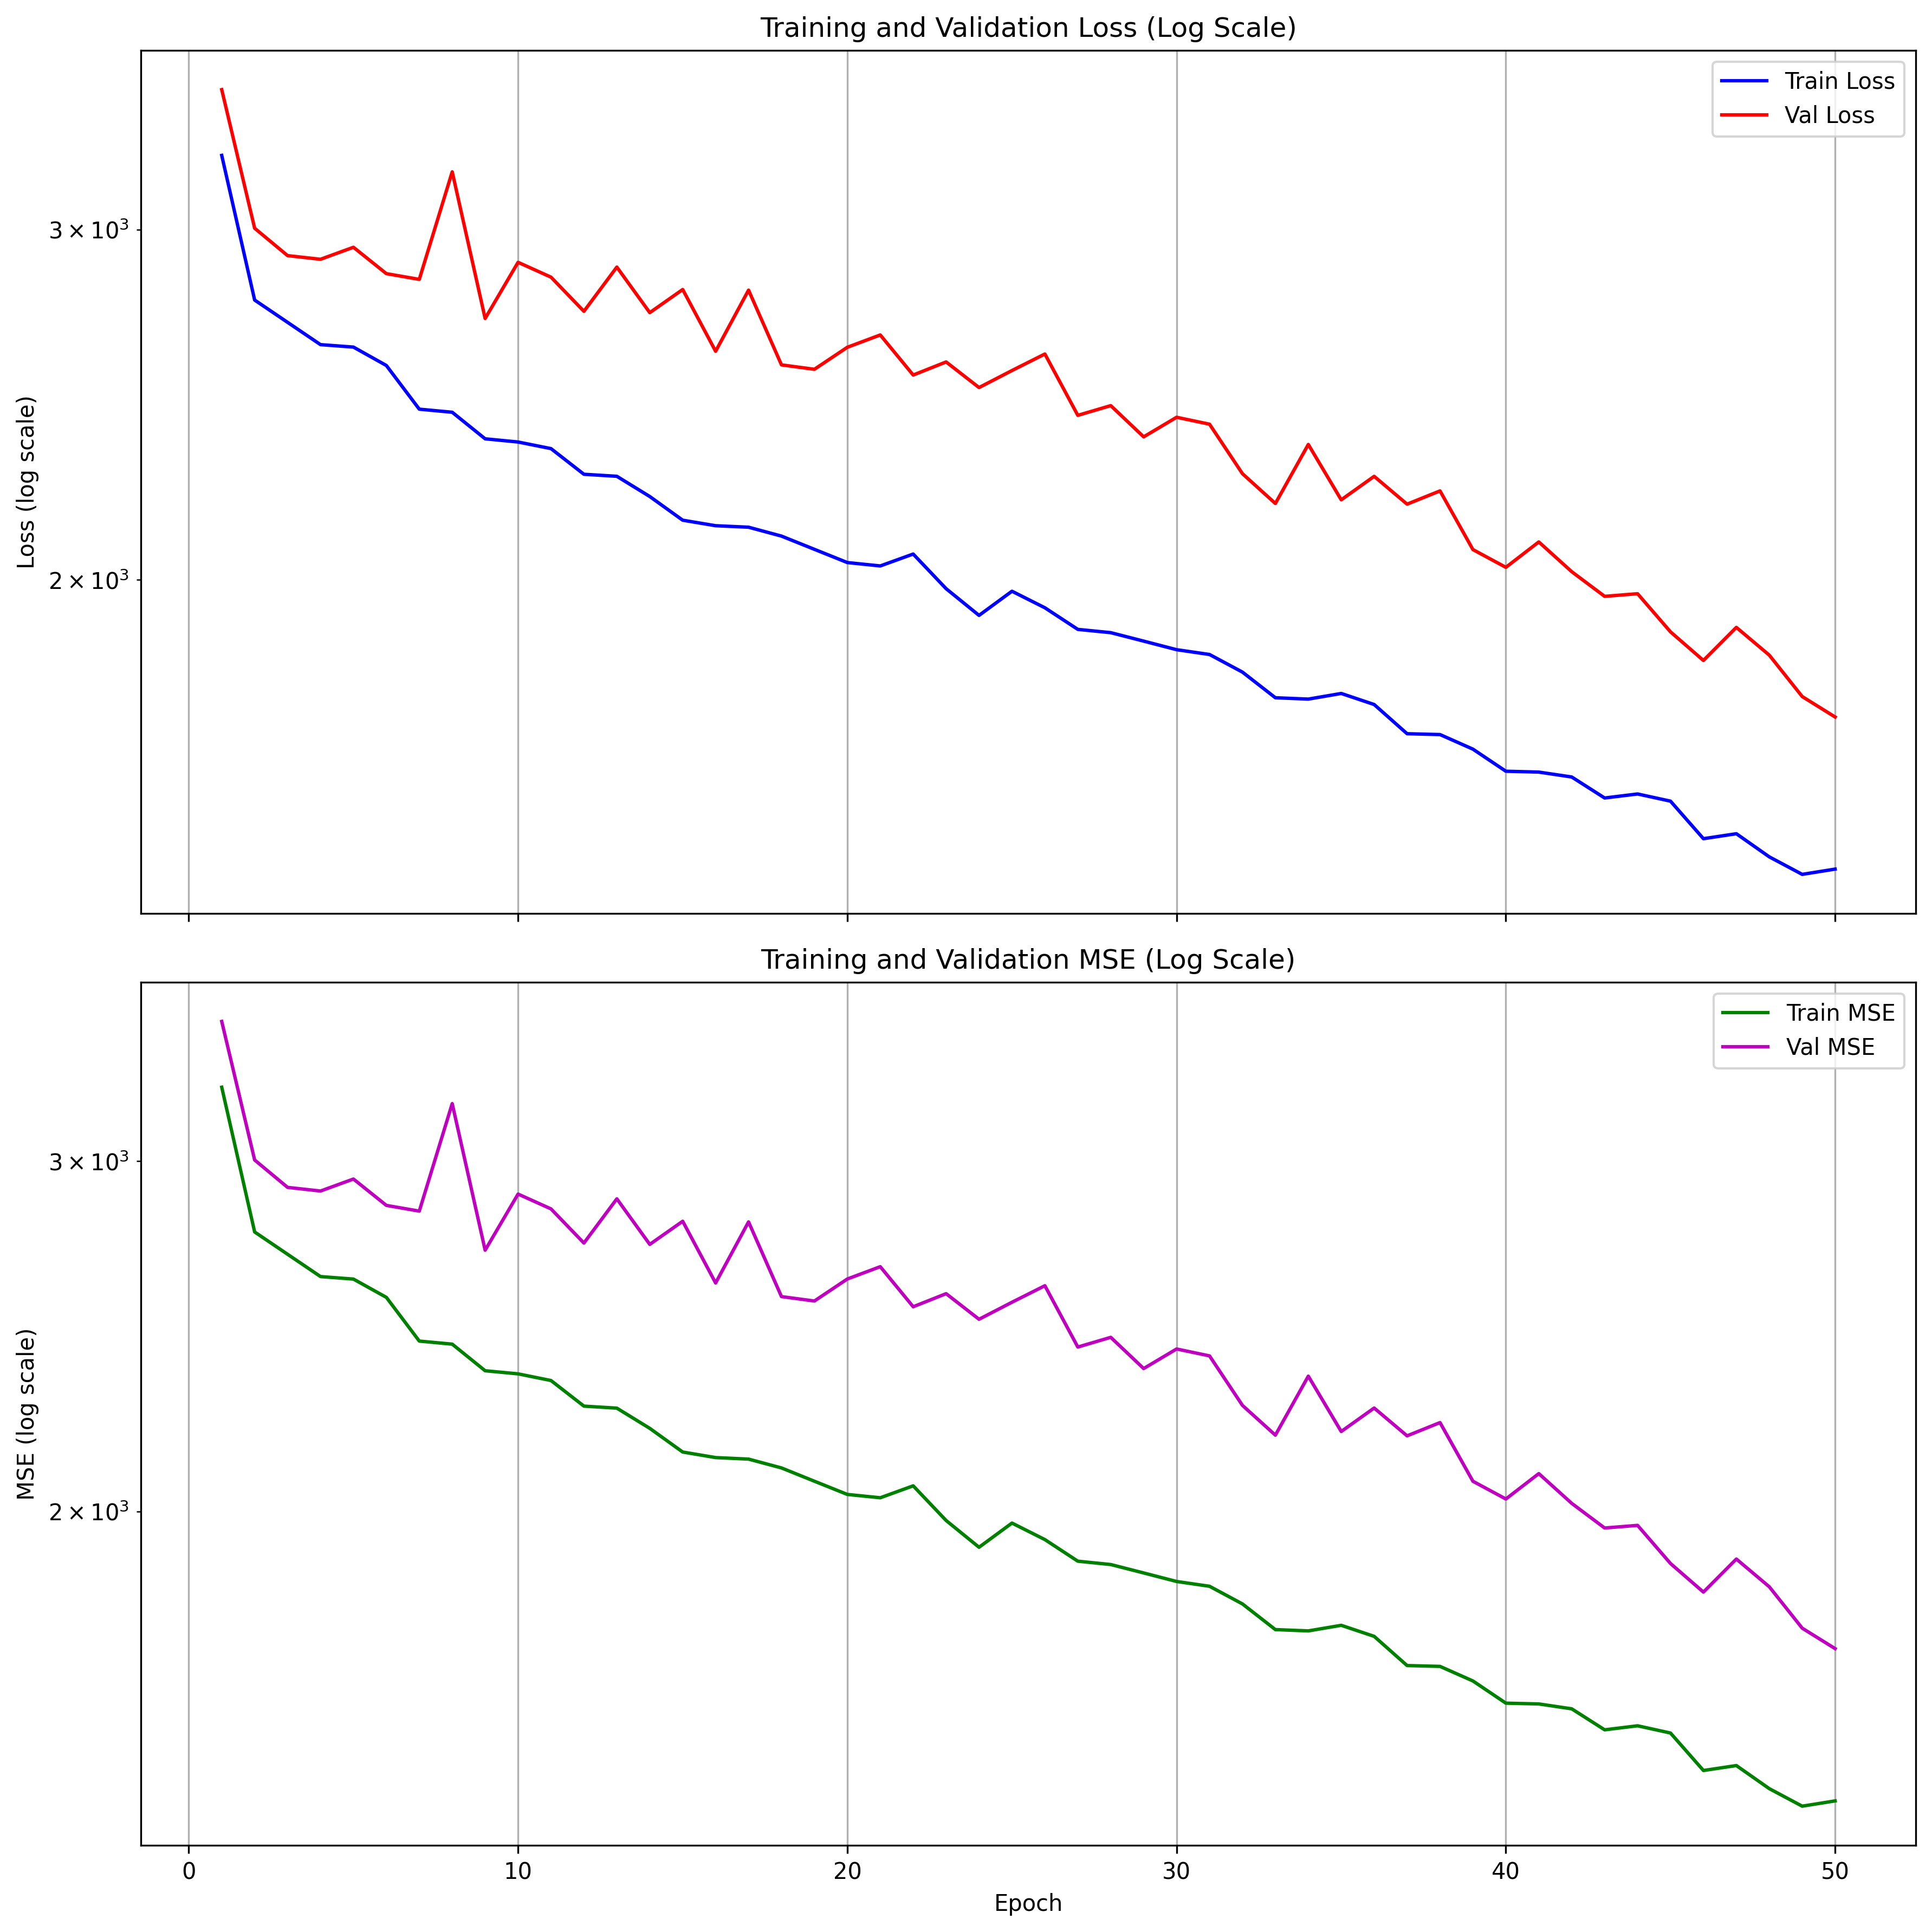 Training and Validation Loss (Log Scale)
Train Loss
Val Loss
3 × 10³
2 × 10³
Loss (log scale)
Training and Validation MSE (Log Scale)
Train MSE
Val MSE
3 × 10³
2 × 10³
MSE (log scale)
0 10 20 30 40 50
Epoch